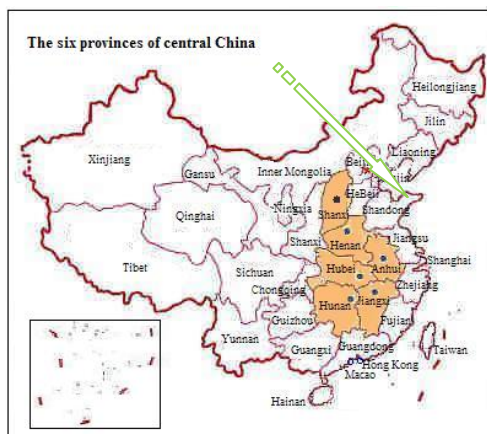 The six provinces of central China
Heilongjiang
Jilin
Liaoning
Xinjiang
Gansu
Inner Mongolia
HeBei
Ningxia
Shanxi
Shandong
Qinghai
Shanxi
Henan
Jiangsu
Tibet
Sichuan
Hubei
Anhui
Shanghai
Chongqing
Zhejiang
Hunan
Jiangxi
Guizhou
Fujian
Yunnan
Guangxi
Guangdong
Taiwan
Hong Kong
Macao
Hainan